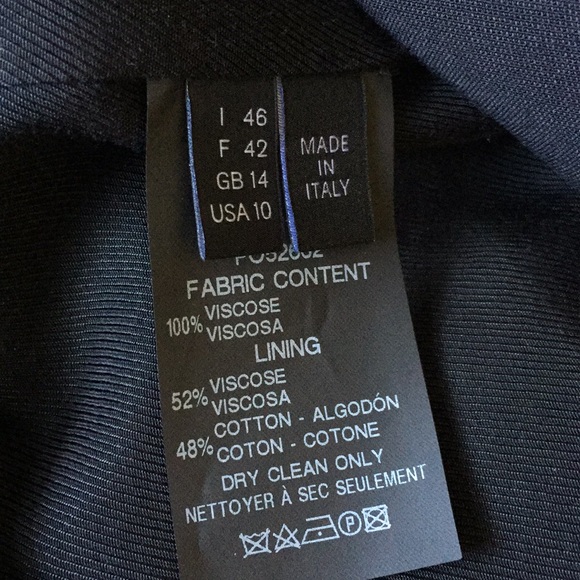 I 46
F 42
GB 14
USA 10
MADE
IN
ITALY
FABRIC CONTENT
100% VISCOSE
VISCOSA
LINING
52% VISCOSE
VISCOSA
48% COTTON - ALGODÓN
COTON - COTONE
DRY CLEAN ONLY
NETTOYER À SEC SEULEMENT
P